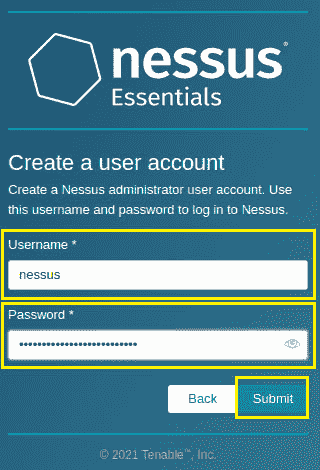 nessus®
Essentials
Create a user account
Create a Nessus administrator user account. Use
this username and password to log in to Nessus.
Username *
nessus
Password *
••••••••••••••••••••••••••
Back
Submit
© 2021 Tenable™, Inc.